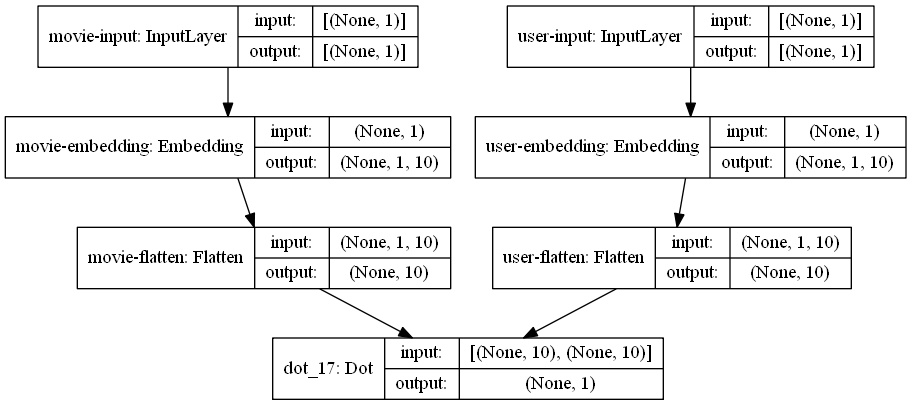 movie-input: InputLayer
input:
[(None, 1)]
output:
[(None, 1)]
user-input: InputLayer
input:
[(None, 1)]
output:
[(None, 1)]
movie-embedding: Embedding
input:
(None, 1)
output:
(None, 1, 10)
user-embedding: Embedding
input:
(None, 1)
output:
(None, 1, 10)
movie-flatten: Flatten
input:
(None, 1, 10)
output:
(None, 10)
user-flatten: Flatten
input:
(None, 1, 10)
output:
(None, 10)
dot_17: Dot
input:
[(None, 10), (None, 10)]
output:
(None, 1)